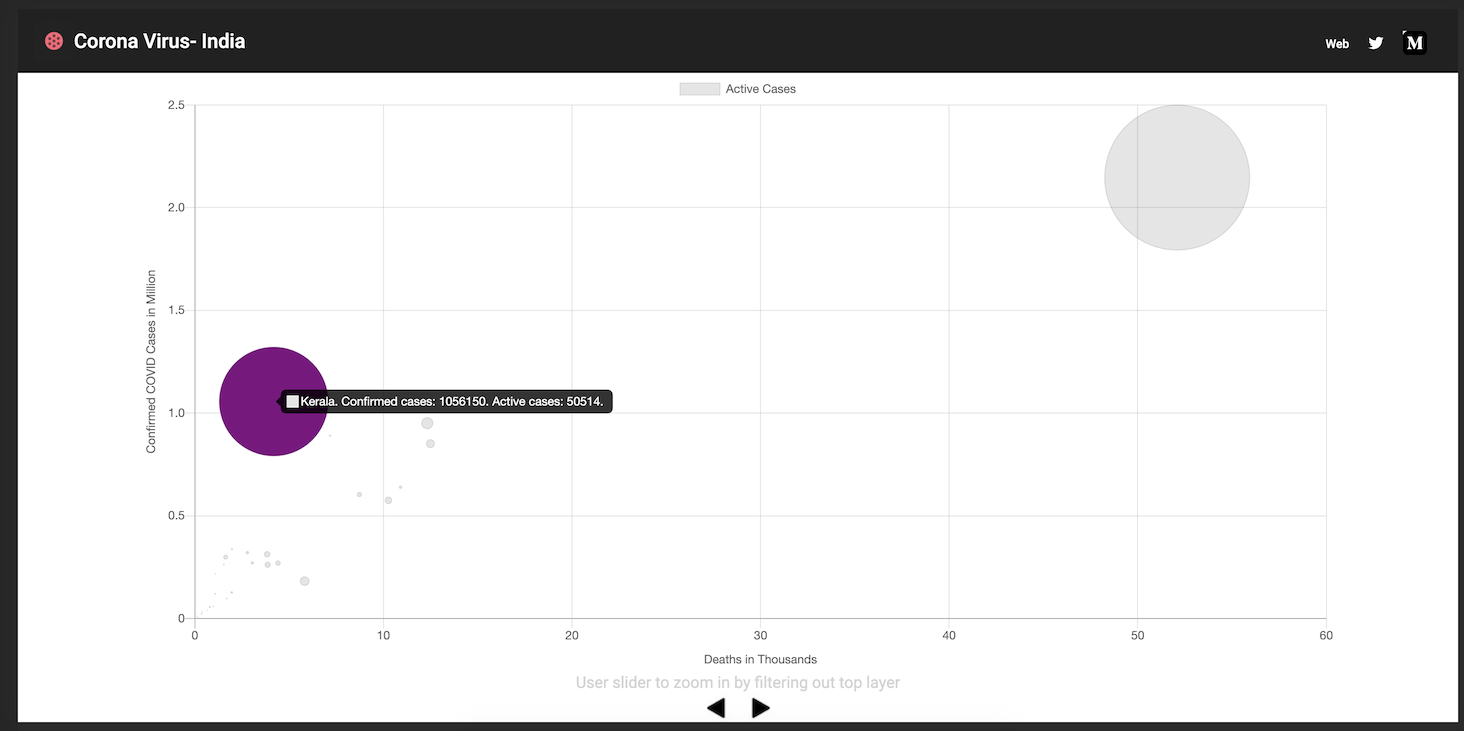 Corona Virus- India
Web
M
Active Cases
2.5
2.0
1.5
1.0
0.5
0
Confirmed COVID Cases in Million
Kerala. Confirmed cases: 1056150. Active cases: 50514.
0 10 20 30 40 50 60
Deaths in Thousands
User slider to zoom in by filtering out top layer